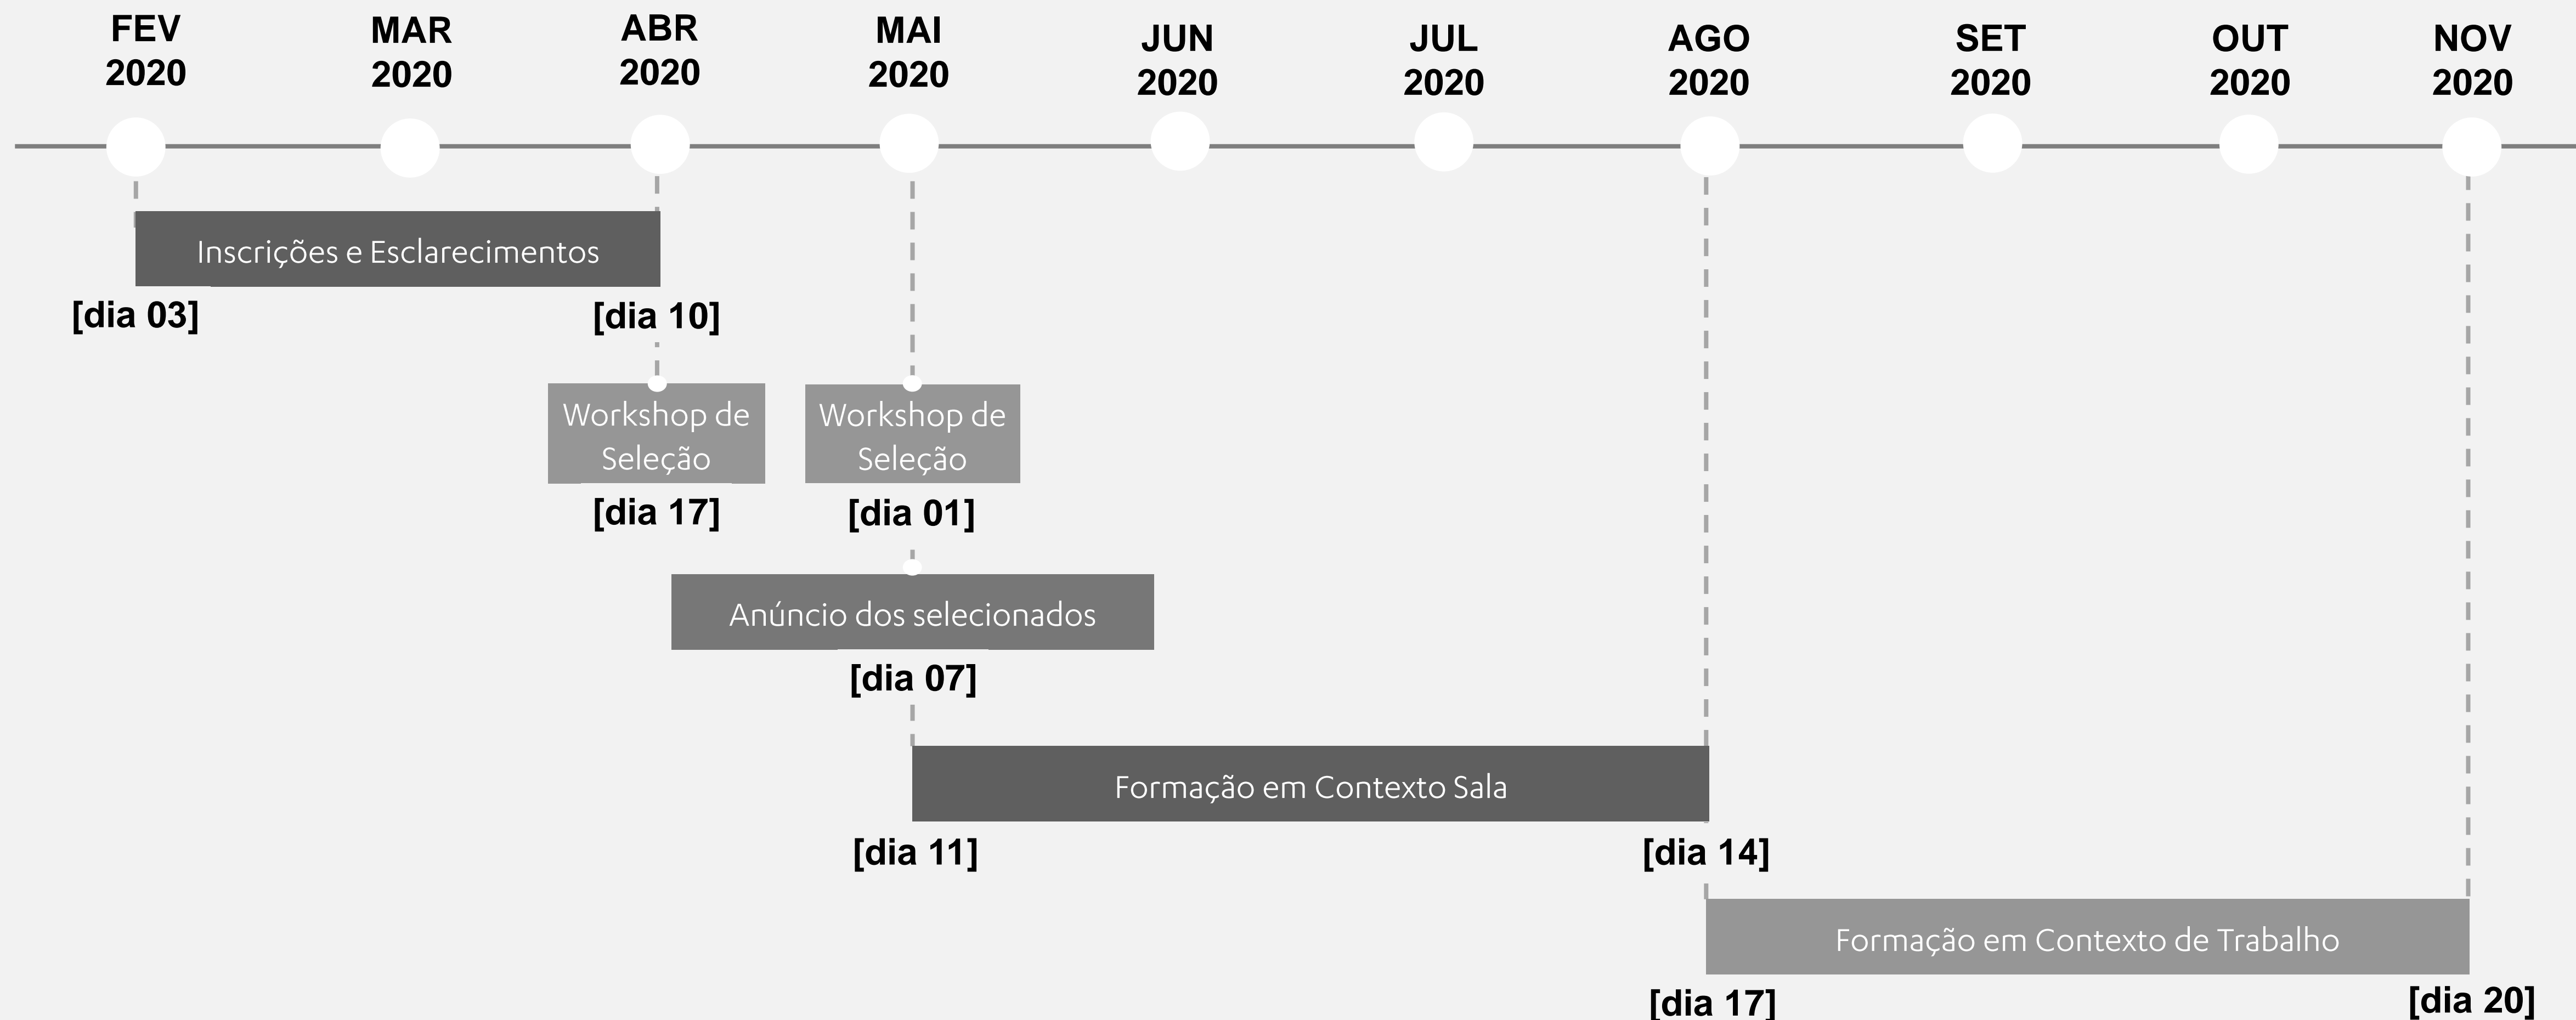 FEV
2020
MAR
2020
ABR
2020
MAI
2020
JUN
2020
JUL
2020
AGO
2020
SET
2020
OUT
2020
NOV
2020
Inscrições e Esclarecimentos
[dia 03]
[dia 10]
Workshop de
Seleção
[dia 17]
Workshop de
Seleção
[dia 01]
Anúncio dos selecionados
[dia 07]
Formação em Contexto Sala
[dia 11]
[dia 14]
Formação em Contexto de Trabalho
[dia 17]
[dia 20]